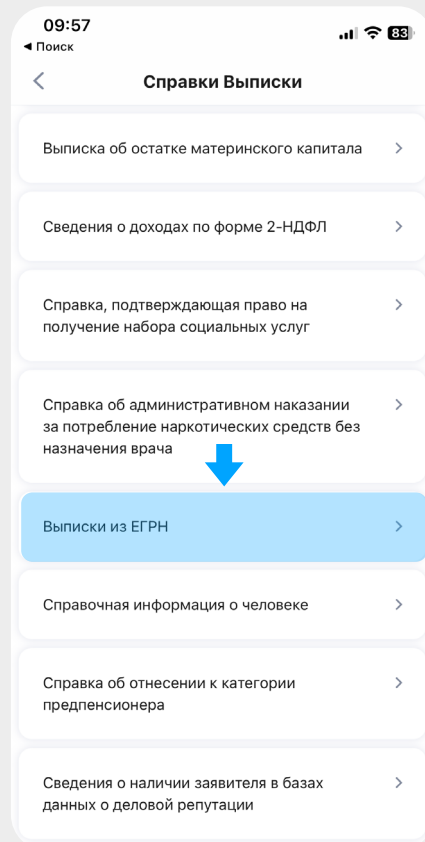 09:57
◀ Поиск
83
Справки Выписки
Выписка об остатке материнского капитала
Сведения о доходах по форме 2-НДФЛ
Справка, подтверждающая право на
получение набора социальных услуг
Справка об административном наказании
за потребление наркотических средств без
назначения врача
Выписки из ЕГРН
Справочная информация о человеке
Справка об отнесении к категории
предпенсионера
Сведения о наличии заявителя в базах
данных о деловой репутации